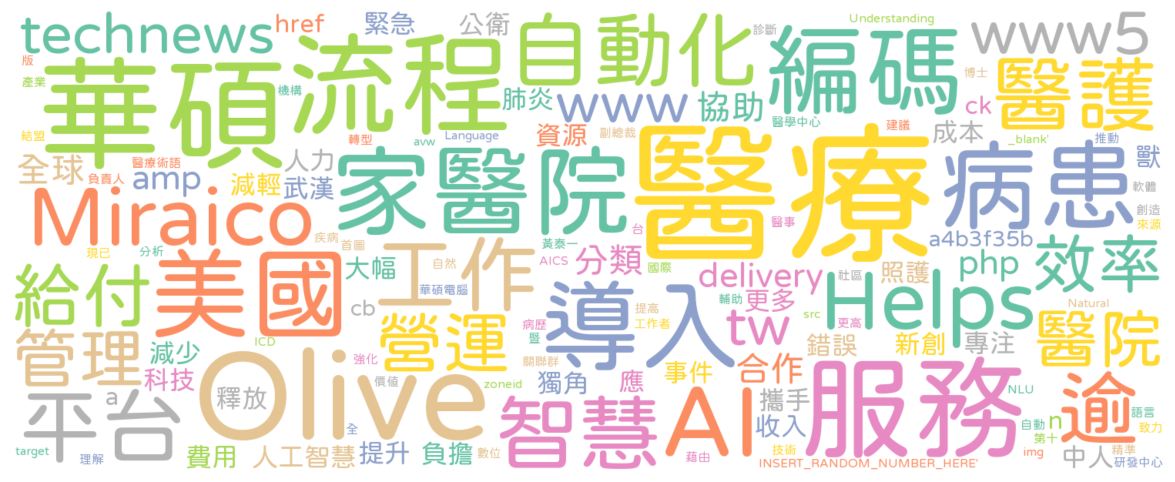 technews
href
緊急
公衛
自動化
Understanding
診斷
www5
版
產業
華碩
流程
機構
肺炎
www
協助
編碼
博士
醫護
ck
結盟
轉型
avw
Language
資源
副總裁
醫學中心
建議
成本
_blank'
推動
全球
醫療術語
負責人
amp
人力
武漢
減輕
家醫院
醫療
病患
獸
軟體
創造
來源
Miraico
疾病
首圖
工作
黃泰一
台
醫事
a4b3f35b
現已
分析
美國
大幅
自然
AICS
分類
國際
delivery
社區
照護
php
效率
給付
華碩電腦
cb
導入
輔助
更多
src
更高
Helps
Natural
管理
減少
ICD
營運
病歷
暨
提高
工作者
tw
錯誤
新創
專注
醫院
科技
強化
Olive
價值
zoneid
關聯群
獨角
應
事件
合作
NLU
平台
a
釋放
全
智慧
AI
攜手
收入
服務
逾
自動
n
第十
語言
致力
target
理解
費用
人工智慧
提升
負擔
數位
藉由
技術
INSERT_RANDOM_NUMBER_HERE'
img
中人
精準
研發中心